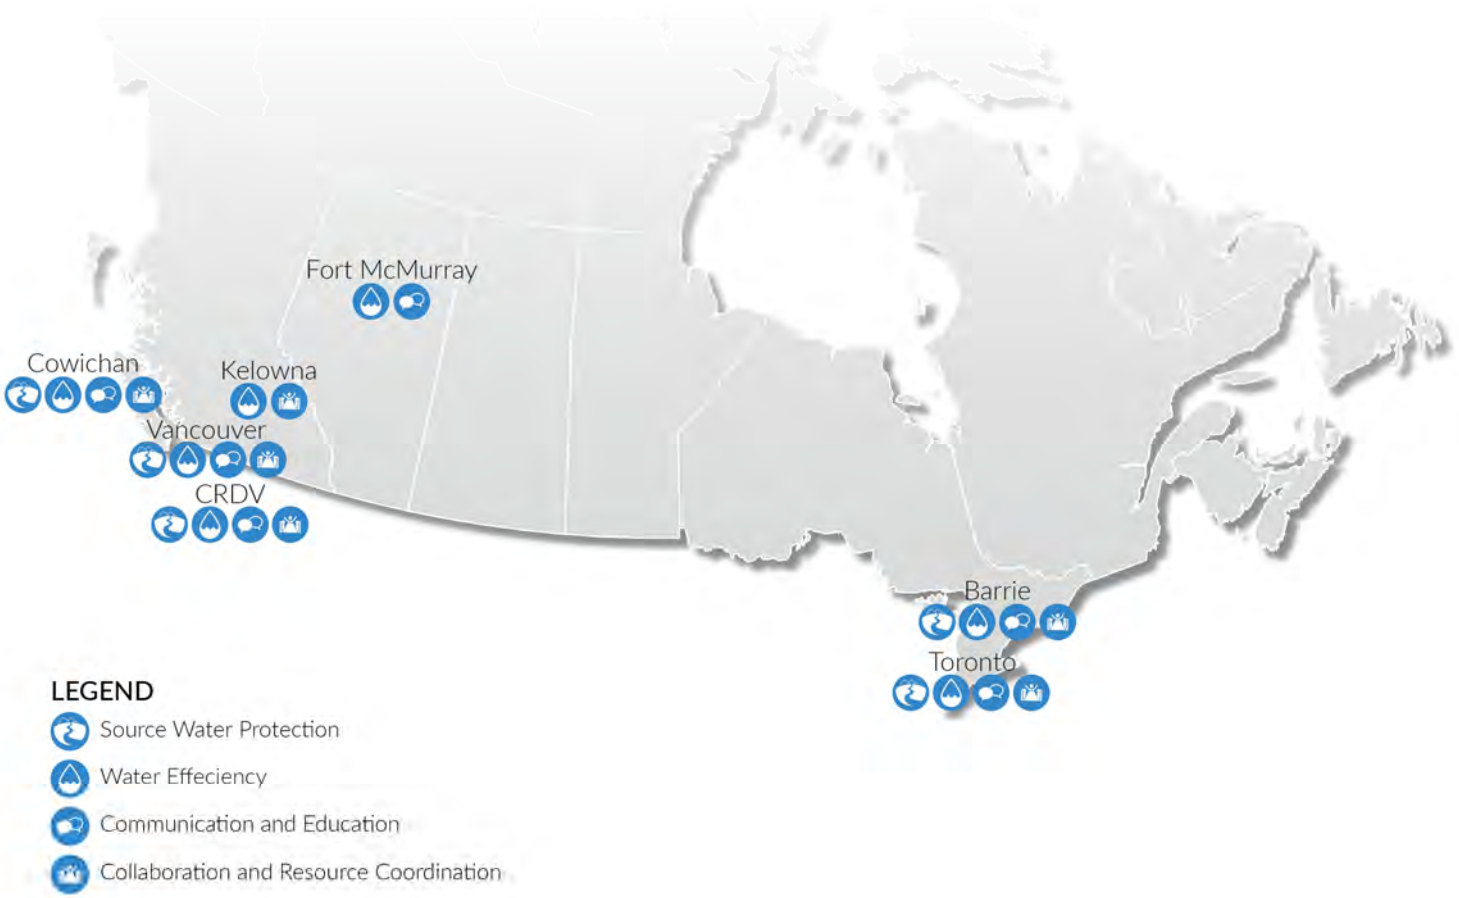 Fort McMurray
Cowichan
Kelowna
Vancouver
CRDV
Barrie
Toronto
LEGEND
Source Water Protection
Water Effeciency
Communication and Education
Collaboration and Resource Coordination